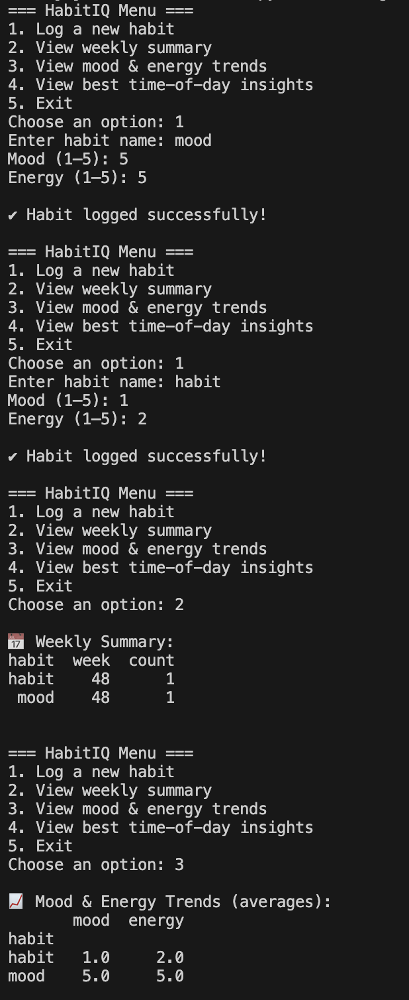 === HabitIQ Menu ===
1. Log a new habit
2. View weekly summary
3. View mood & energy trends
4. View best time-of-day insights
5. Exit
Choose an option: 1
Enter habit name: mood
Mood (1–5): 5
Energy (1–5): 5
✔ Habit logged successfully!
=== HabitIQ Menu ===
1. Log a new habit
2. View weekly summary
3. View mood & energy trends
4. View best time-of-day insights
5. Exit
Choose an option: 1
Enter habit name: habit
Mood (1–5): 1
Energy (1–5): 2
✔ Habit logged successfully!
=== HabitIQ Menu ===
1. Log a new habit
2. View weekly summary
3. View mood & energy trends
4. View best time-of-day insights
5. Exit
Choose an option: 2
📅 Weekly Summary:
habit  week  count
habit    48      1
 mood    48      1
=== HabitIQ Menu ===
1. Log a new habit
2. View weekly summary
3. View mood & energy trends
4. View best time-of-day insights
5. Exit
Choose an option: 3
📈 Mood & Energy Trends (averages):
       mood  energy
habit
habit   1.0     2.0
mood    5.0     5.0